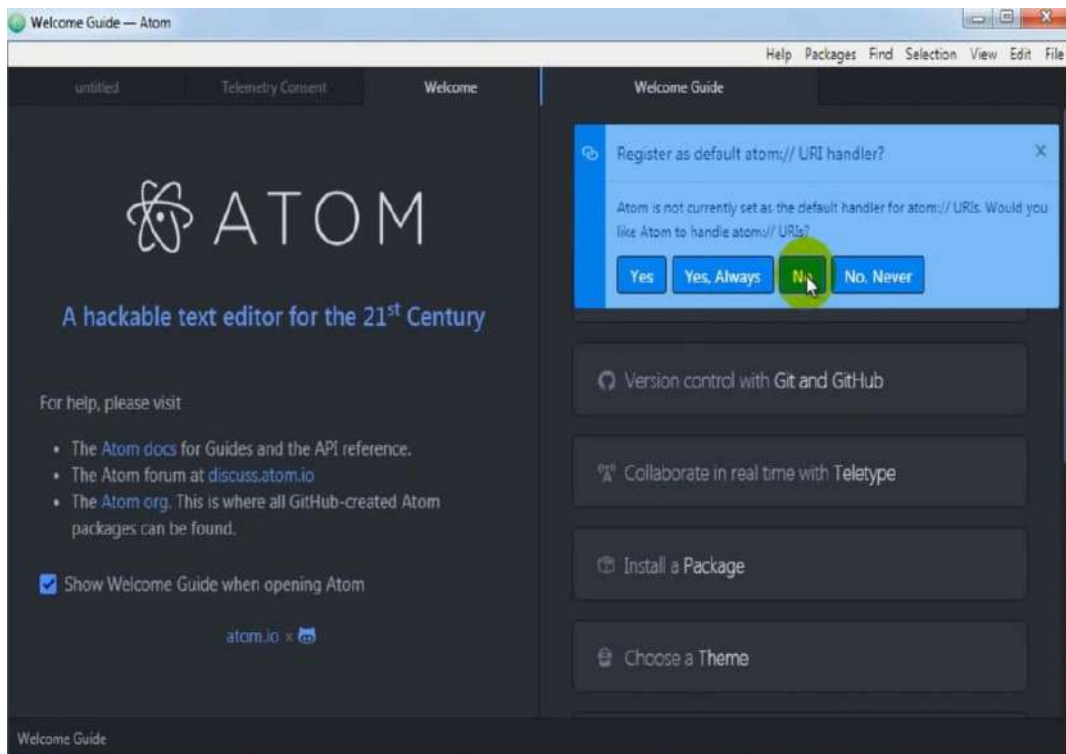 Welcome Guide — Atom
Help Packages Find Selection View Edit File
untitled Telemetry Consent Welcome Welcome Guide
ATOM
A hackable text editor for the 21st Century
For help, please visit
The Atom docs for Guides and the API reference.
The Atom forum at discuss.atom.io
The Atom org. This is where all GitHub-created Atom
packages can be found.
Show Welcome Guide when opening Atom
atom.io ×
Register as default atom:// URI handler?
Atom is not currently set as the default handler for atom:// URIs. Would you
like Atom to handle atom:// URIs?
Yes Yes, Always No No, Never
Version control with Git and GitHub
Collaborate in real time with Teletype
Install a Package
Choose a Theme
Welcome Guide